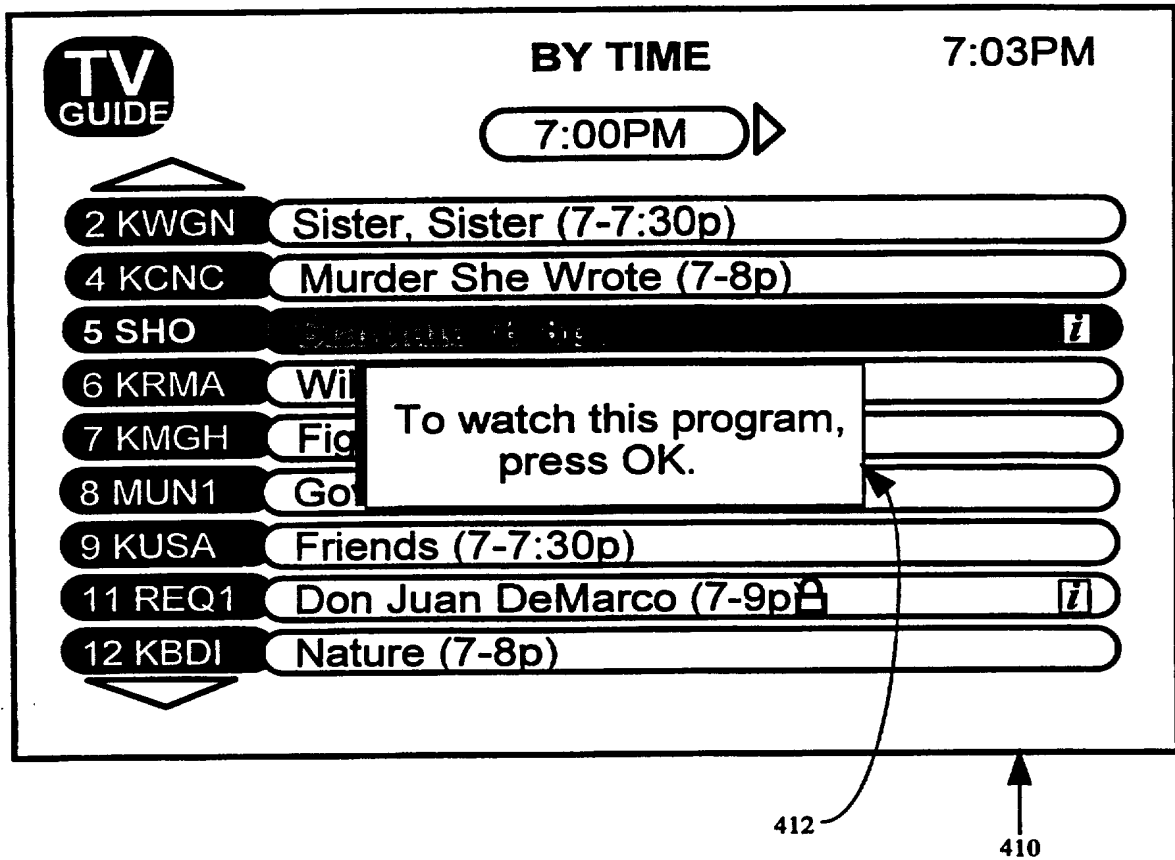 TV
GUIDE
BY TIME
7:03PM
7:00PM
2 KWGN Sister, Sister (7-7:30p)
4 KCNC Murder She Wrote (7-8p)
5 SHO i
6 KRMA Wil
7 KMGH Fig
To watch this program,
press OK.
8 MUN1
9 KUSA Friends (7-7:30p)
11 REQ1 Don Juan DeMarco (7-9p i
12 KBDI Nature (7-8p)
412
410